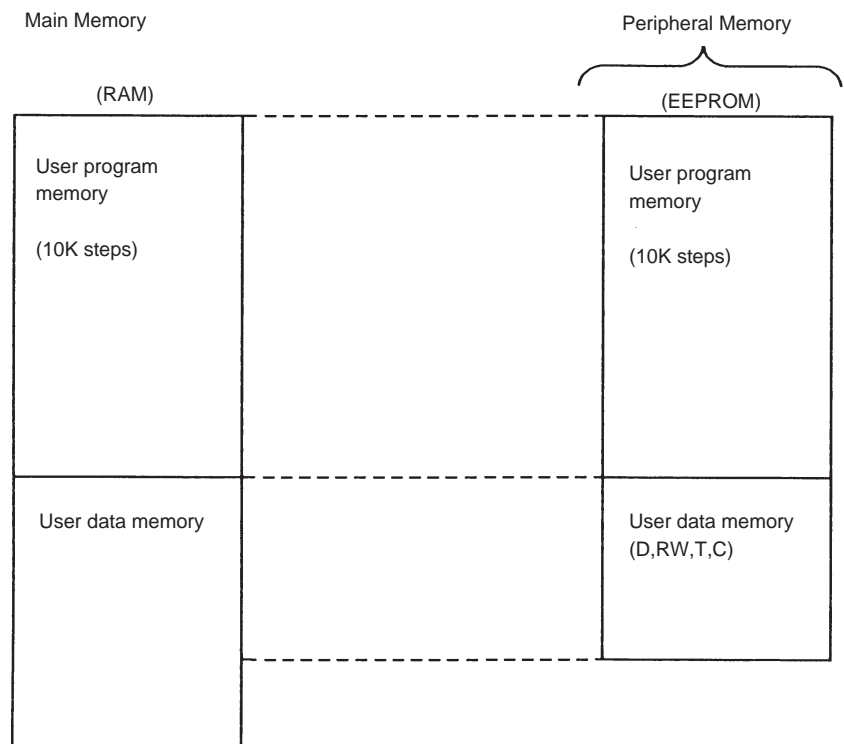 Main Memory
Peripheral Memory
(RAM)
(EEPROM)
User program
memory
(10K steps)
User program
memory
(10K steps)
User data memory
User data memory
(D,RW,T,C)